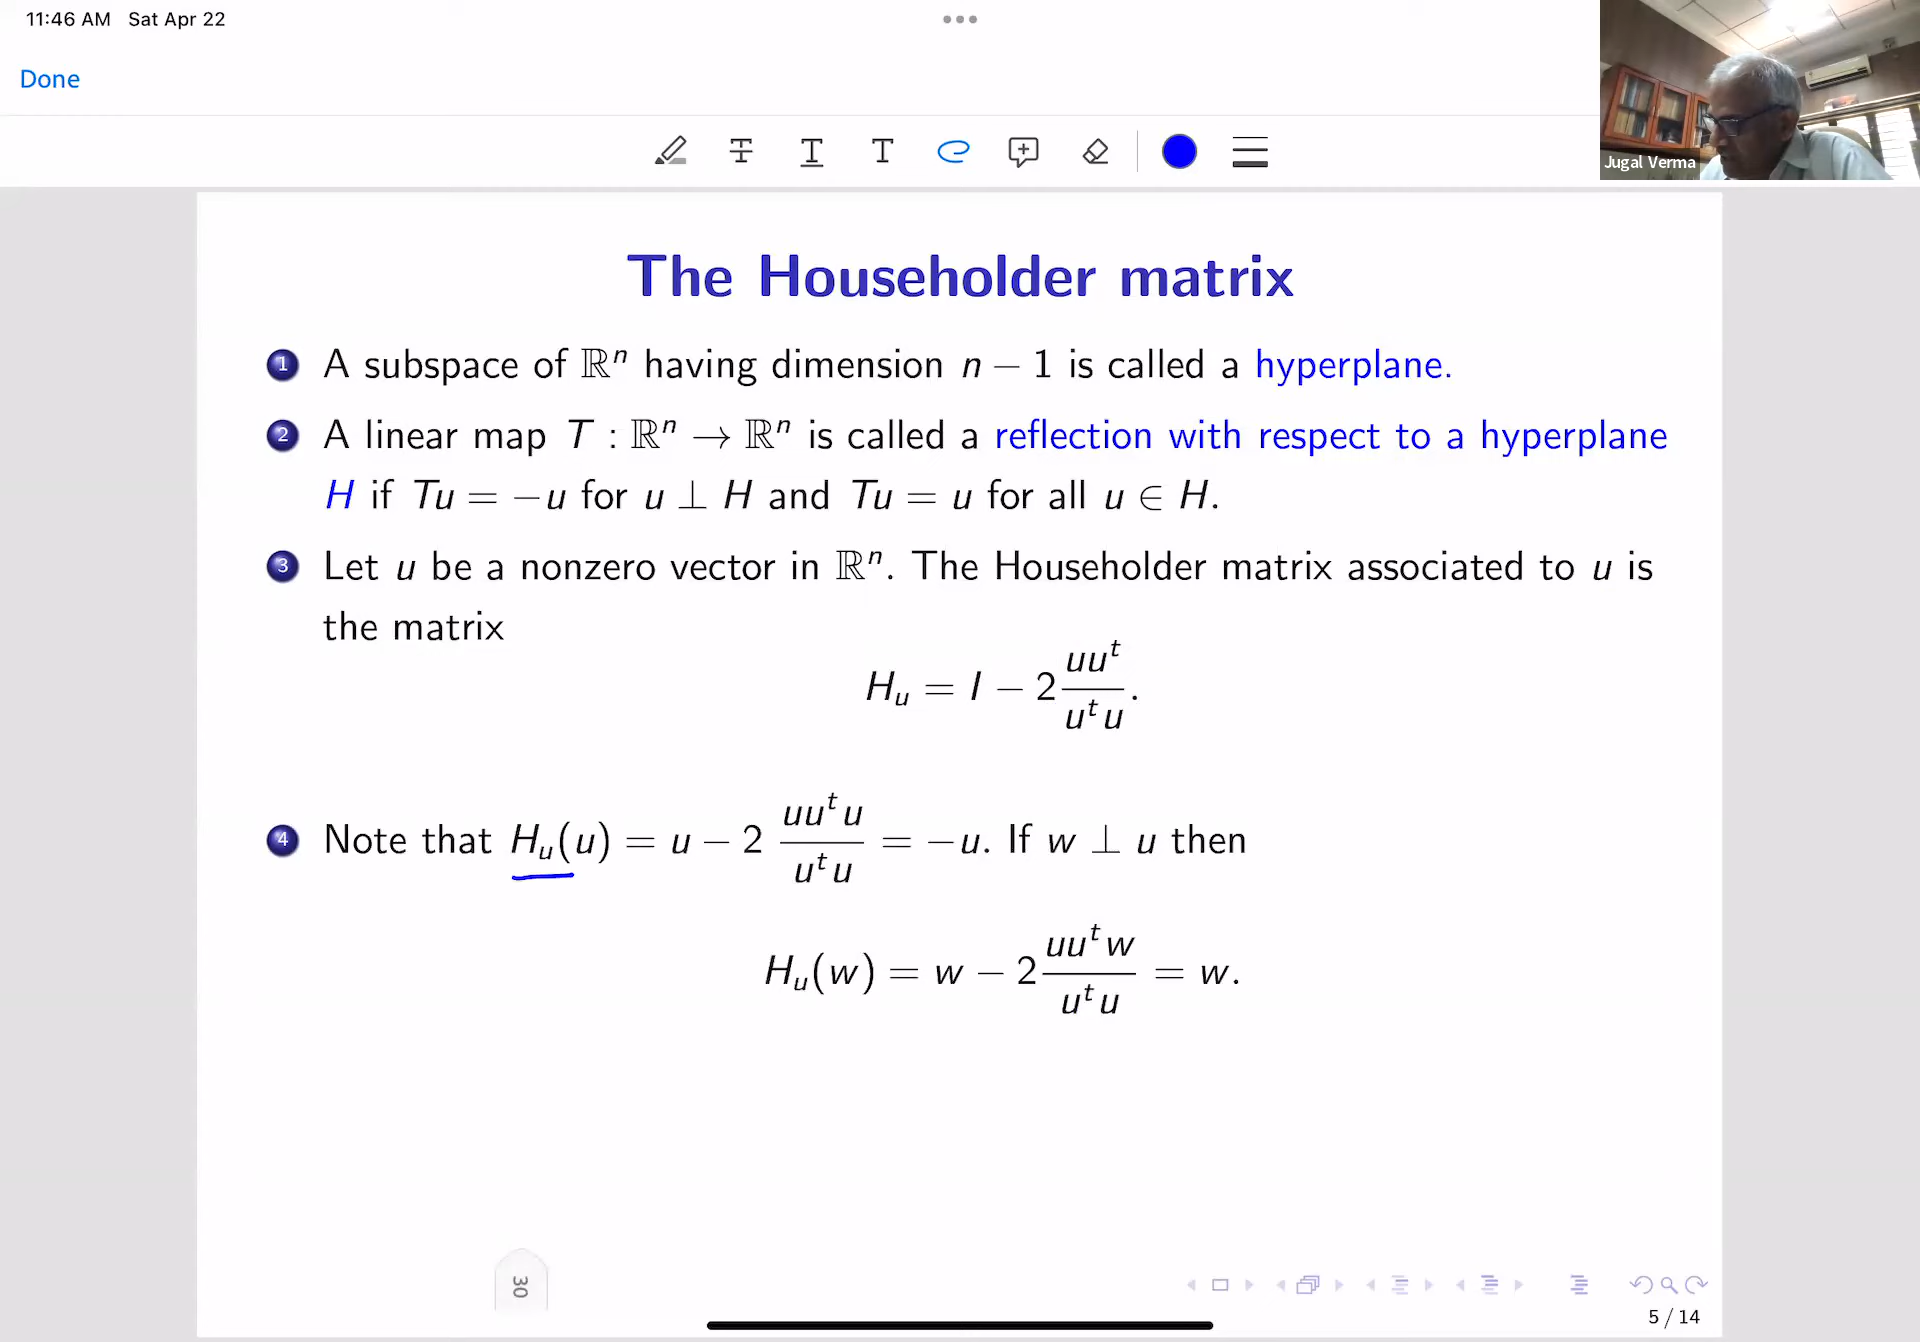 11:46 AM Sat Apr 22
Done
Jugal Verma
The Householder matrix
1 A subspace of ℝⁿ having dimension n − 1 is called a hyperplane.
2 A linear map T : ℝⁿ → ℝⁿ is called a reflection with respect to a hyperplane
H if Tu = −u for u ⊥ H and Tu = u for all u ∈ H.
3 Let u be a nonzero vector in ℝⁿ. The Householder matrix associated to u is
the matrix
H_u = I − 2 uuᵗ / uᵗu.
4 Note that H_u(u) = u − 2 uuᵗu / uᵗu = −u. If w ⊥ u then
H_u(w) = w − 2 uuᵗw / uᵗu = w.
30
5 / 14